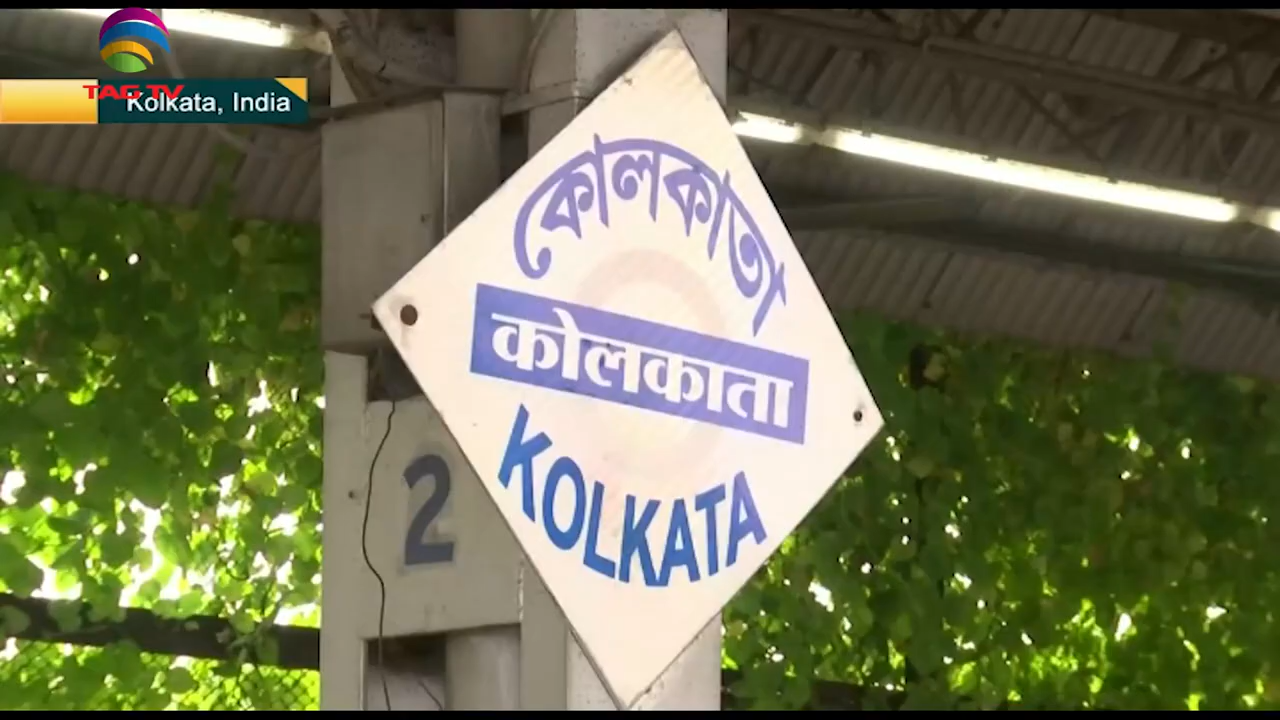 TAG TV
Kolkata, India
কোলকাতা
कोलकाता
KOLKATA
2